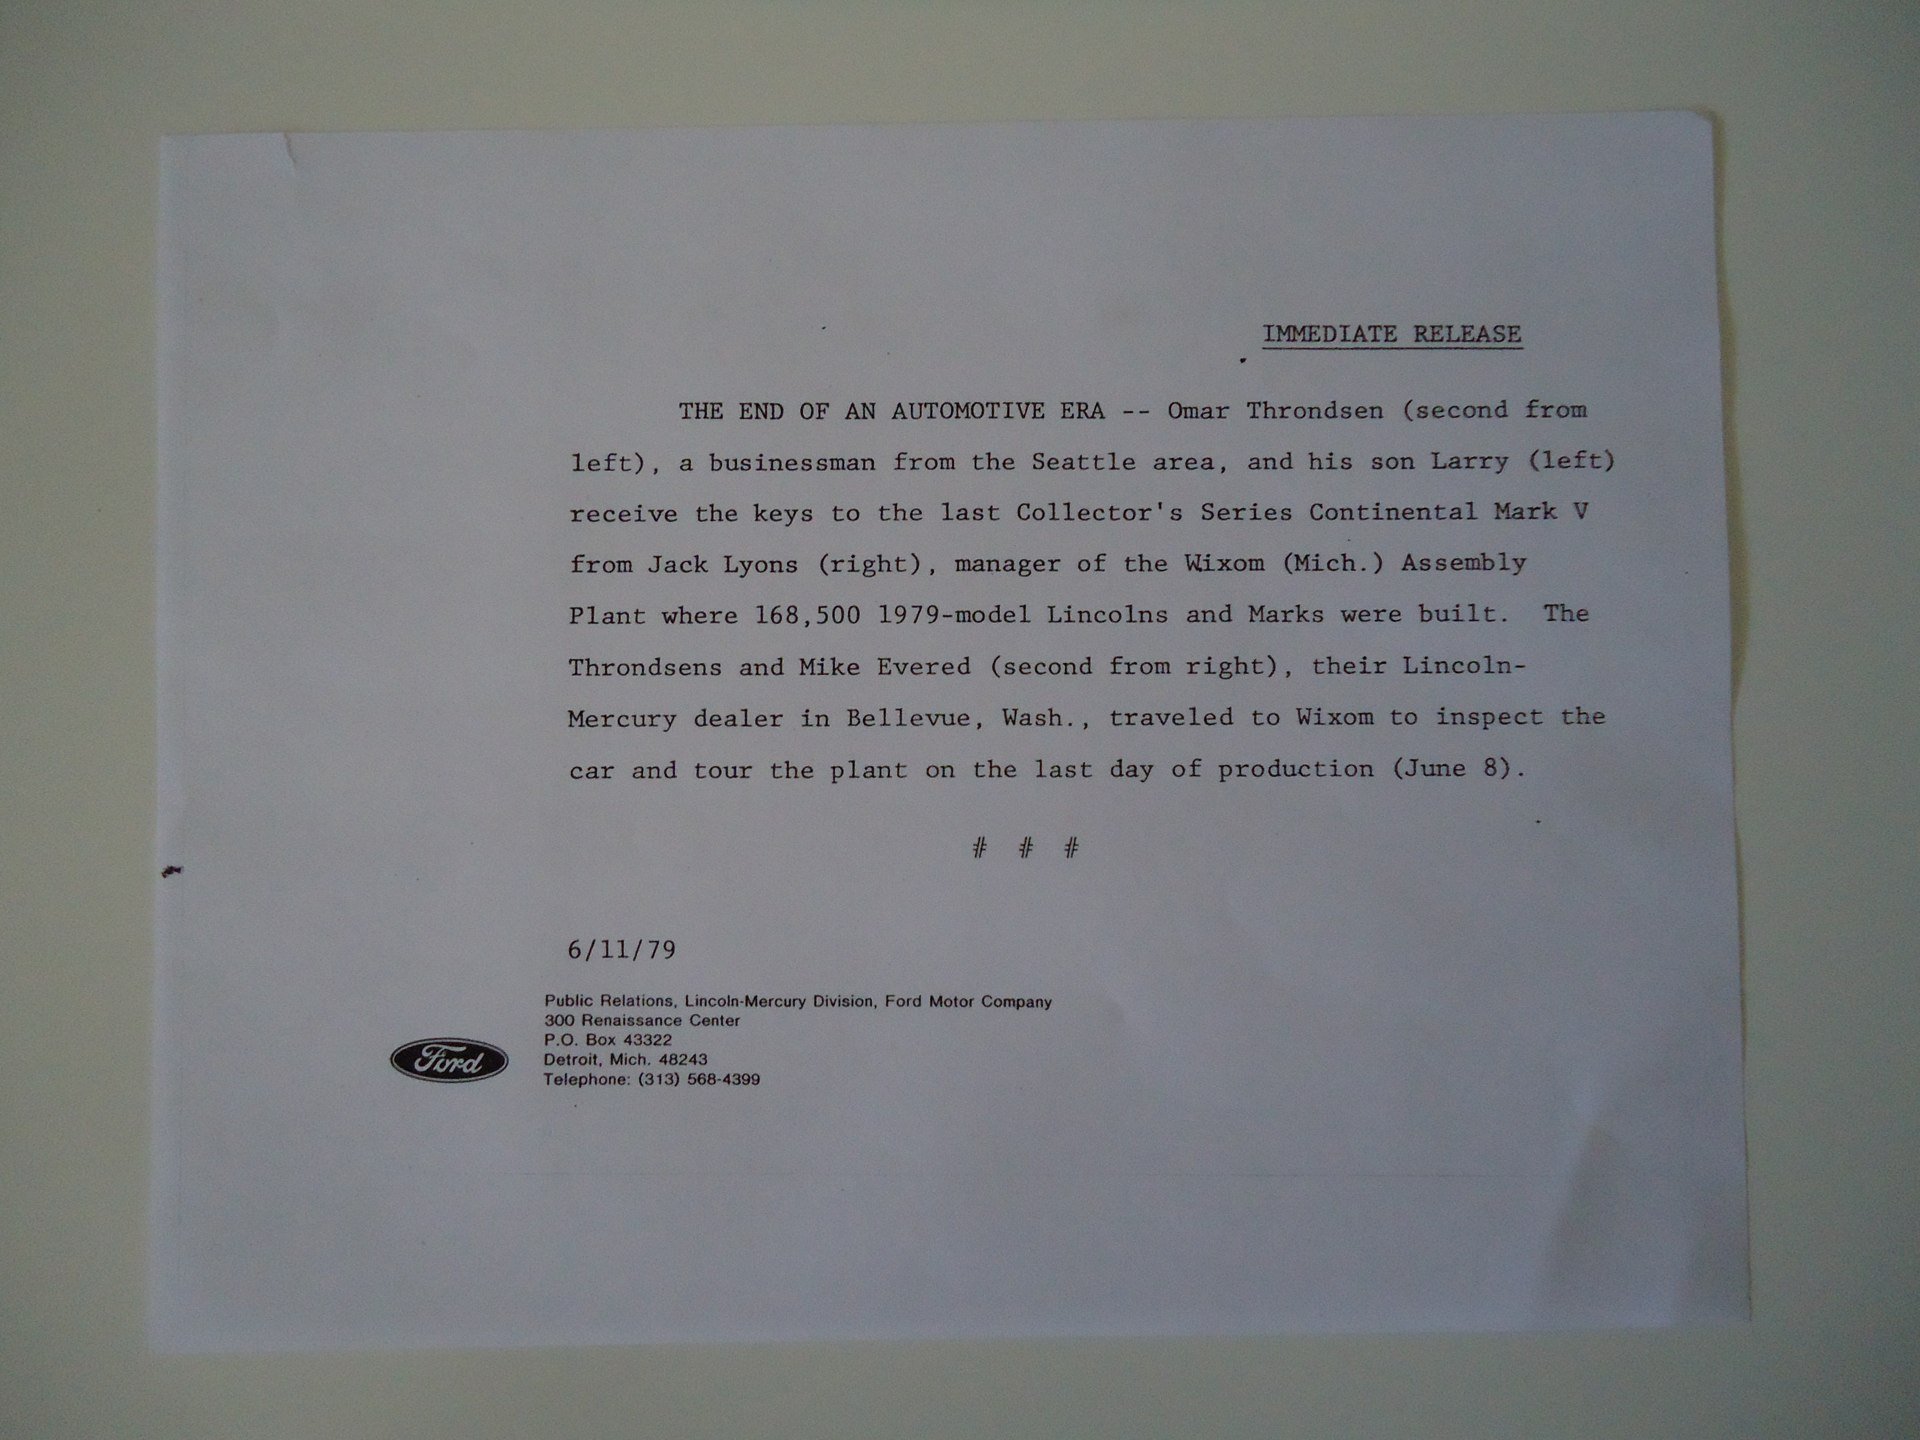 IMMEDIATE RELEASE
THE END OF AN AUTOMOTIVE ERA -- Omar Throndsen (second from
left), a businessman from the Seattle area, and his son Larry (left)
receive the keys to the last Collector's Series Continental Mark V
from Jack Lyons (right), manager of the Wixom (Mich.) Assembly
Plant where 168,500 1979-model Lincolns and Marks were built. The
Throndsens and Mike Evered (second from right), their Lincoln-
Mercury dealer in Bellevue, Wash., traveled to Wixom to inspect the
car and tour the plant on the last day of production (June 8).
# # #
6/11/79
Public Relations, Lincoln-Mercury Division, Ford Motor Company
300 Renaissance Center
P.O. Box 43322
Detroit, Mich. 48243
Telephone: (313) 568-4399
Ford